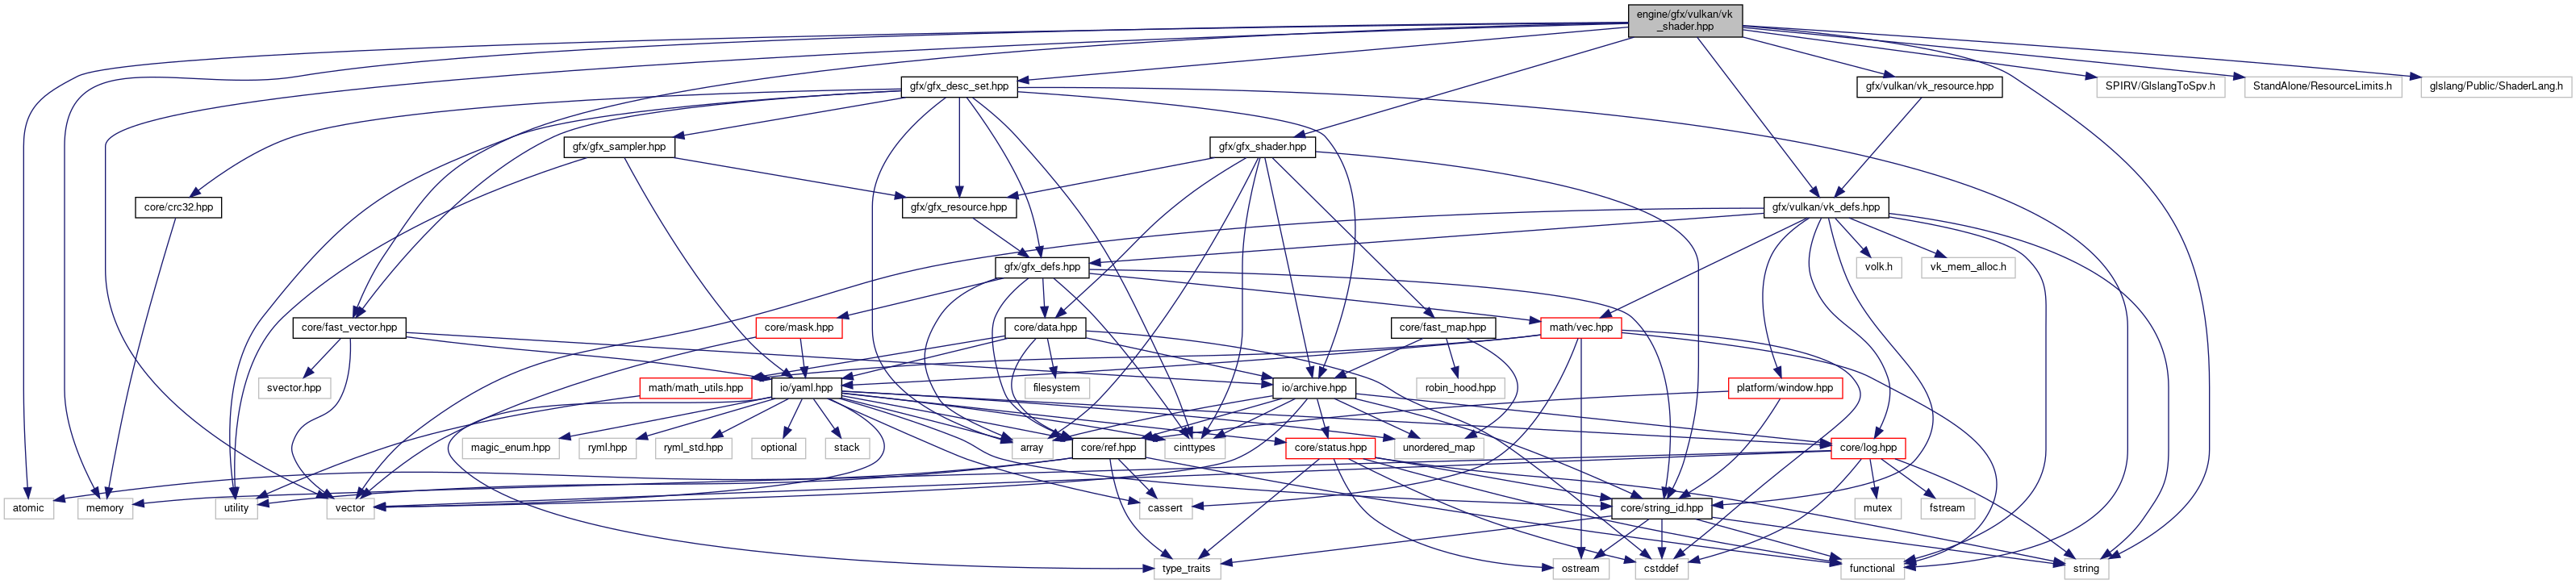 engine/gfx/vulkan/vk
_shader.hpp
gfx/gfx_desc_set.hpp
gfx/vulkan/vk_resource.hpp
SPIRV/GlslangToSpv.h
StandAlone/ResourceLimits.h
glslang/Public/ShaderLang.h
gfx/gfx_sampler.hpp
gfx/gfx_shader.hpp
core/crc32.hpp
gfx/gfx_resource.hpp
gfx/vulkan/vk_defs.hpp
gfx/gfx_defs.hpp
volk.h
vk_mem_alloc.h
core/fast_vector.hpp
core/mask.hpp
core/data.hpp
core/fast_map.hpp
math/vec.hpp
svector.hpp
math/math_utils.hpp
io/yaml.hpp
filesystem
io/archive.hpp
robin_hood.hpp
platform/window.hpp
magic_enum.hpp
ryml.hpp
ryml_std.hpp
optional
stack
array
core/ref.hpp
cinttypes
core/status.hpp
unordered_map
core/log.hpp
atomic
memory
utility
vector
cassert
core/string_id.hpp
mutex
fstream
type_traits
ostream
cstddef
functional
string